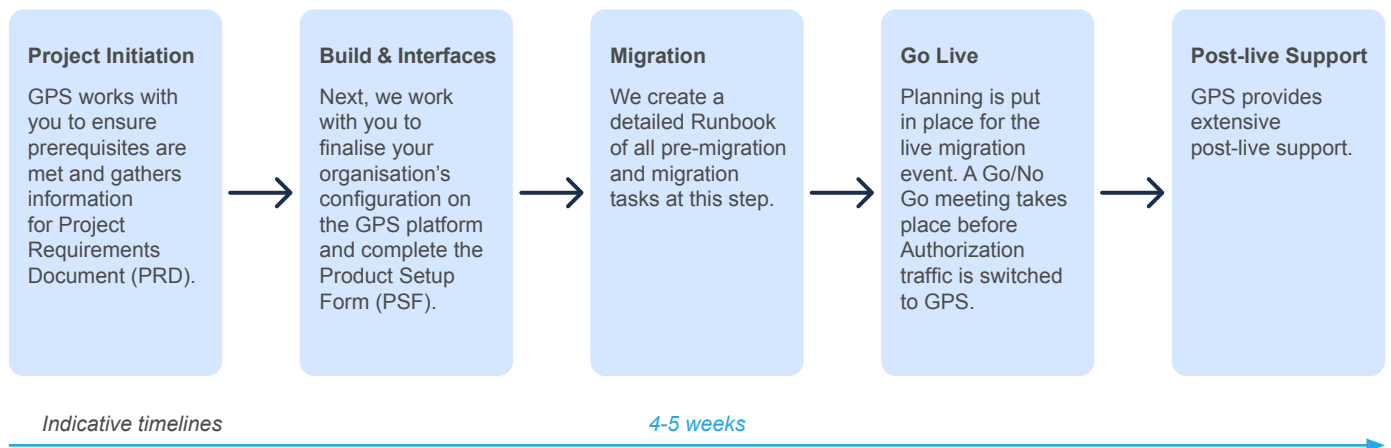 Project Initiation
GPS works with
you to ensure
prerequisites are
met and gathers
information
for Project
Requirements
Document (PRD).
Build & Interfaces
Next, we work
with you to
finalise your
organisation’s
configuration on
the GPS platform
and complete the
Product Setup
Form (PSF).
Migration
We create a
detailed Runbook
of all pre-migration
and migration
tasks at this step.
Go Live
Planning is put
in place for the
live migration
event. A Go/No
Go meeting takes
place before
Authorization
traffic is switched
to GPS.
Post-live Support
GPS provides
extensive
post-live support.
Indicative timelines
4-5 weeks